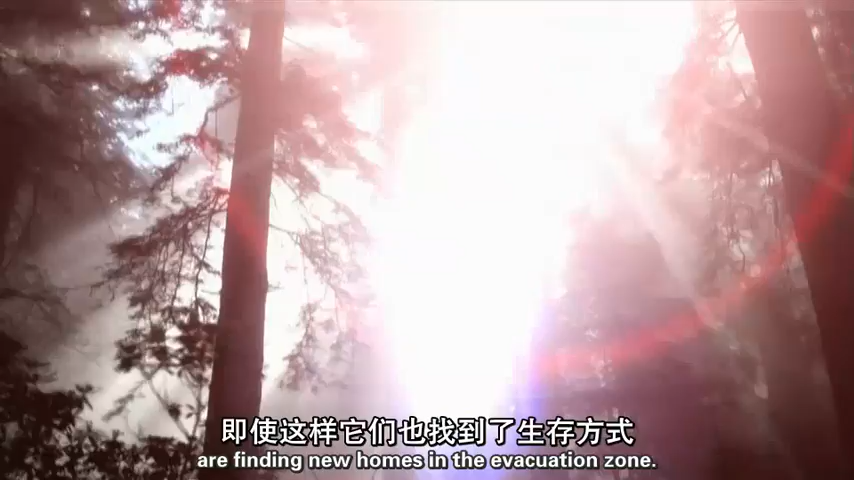 即使这样它们也找到了生存方式
are finding new homes in the evacuation zone.